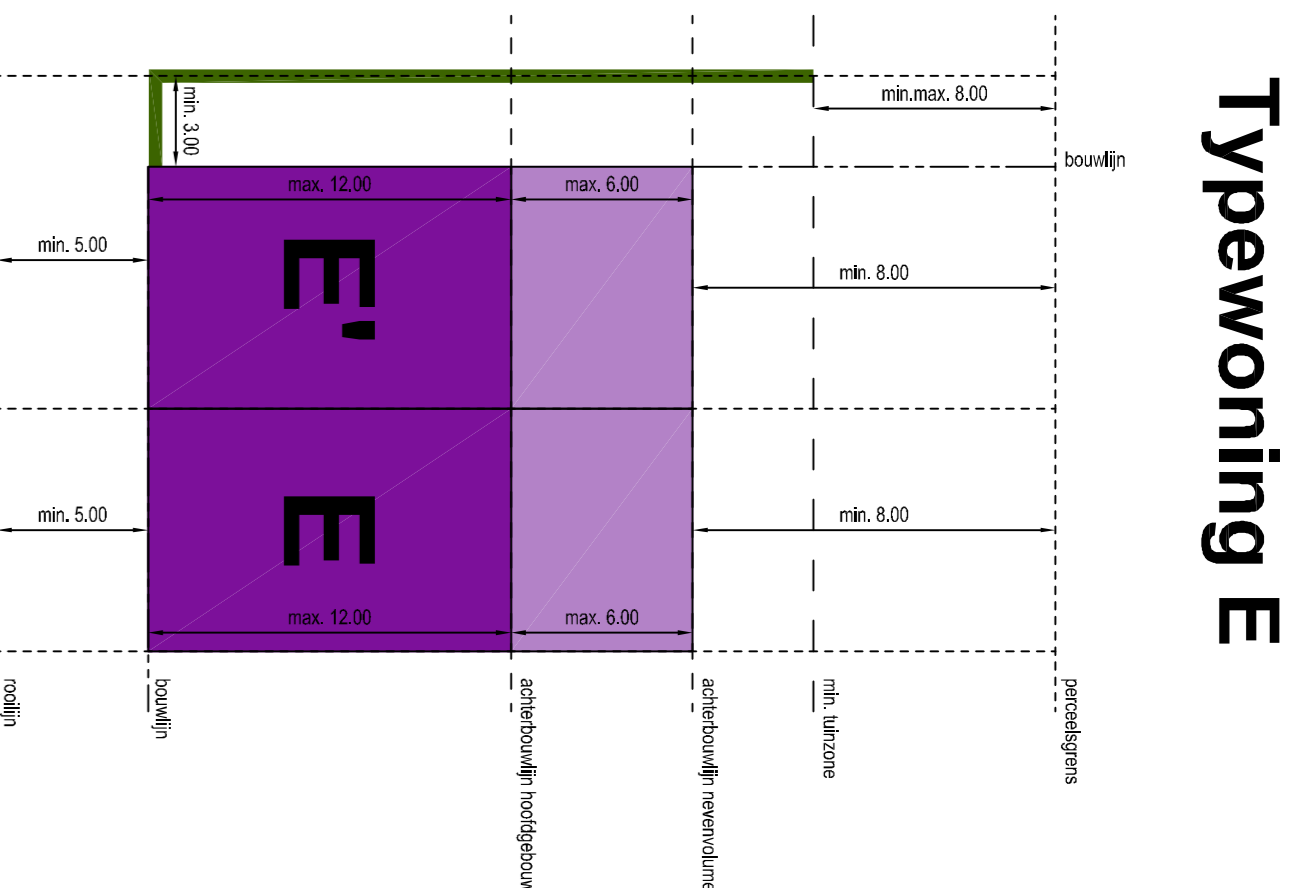 Typewoning E
min.max. 8.00
min. 3.00
bouwlijn
max. 12.00
max. 6.00
min. 5.00
E'
min. 8.00
min. 5.00
E
min. 8.00
max. 12.00
max. 6.00
rooilijn
bouwlijn
achterbouwlijn hoofdgebouw
achterbouwlijn nevenvolume
min. tuinzone
perceelsgrens